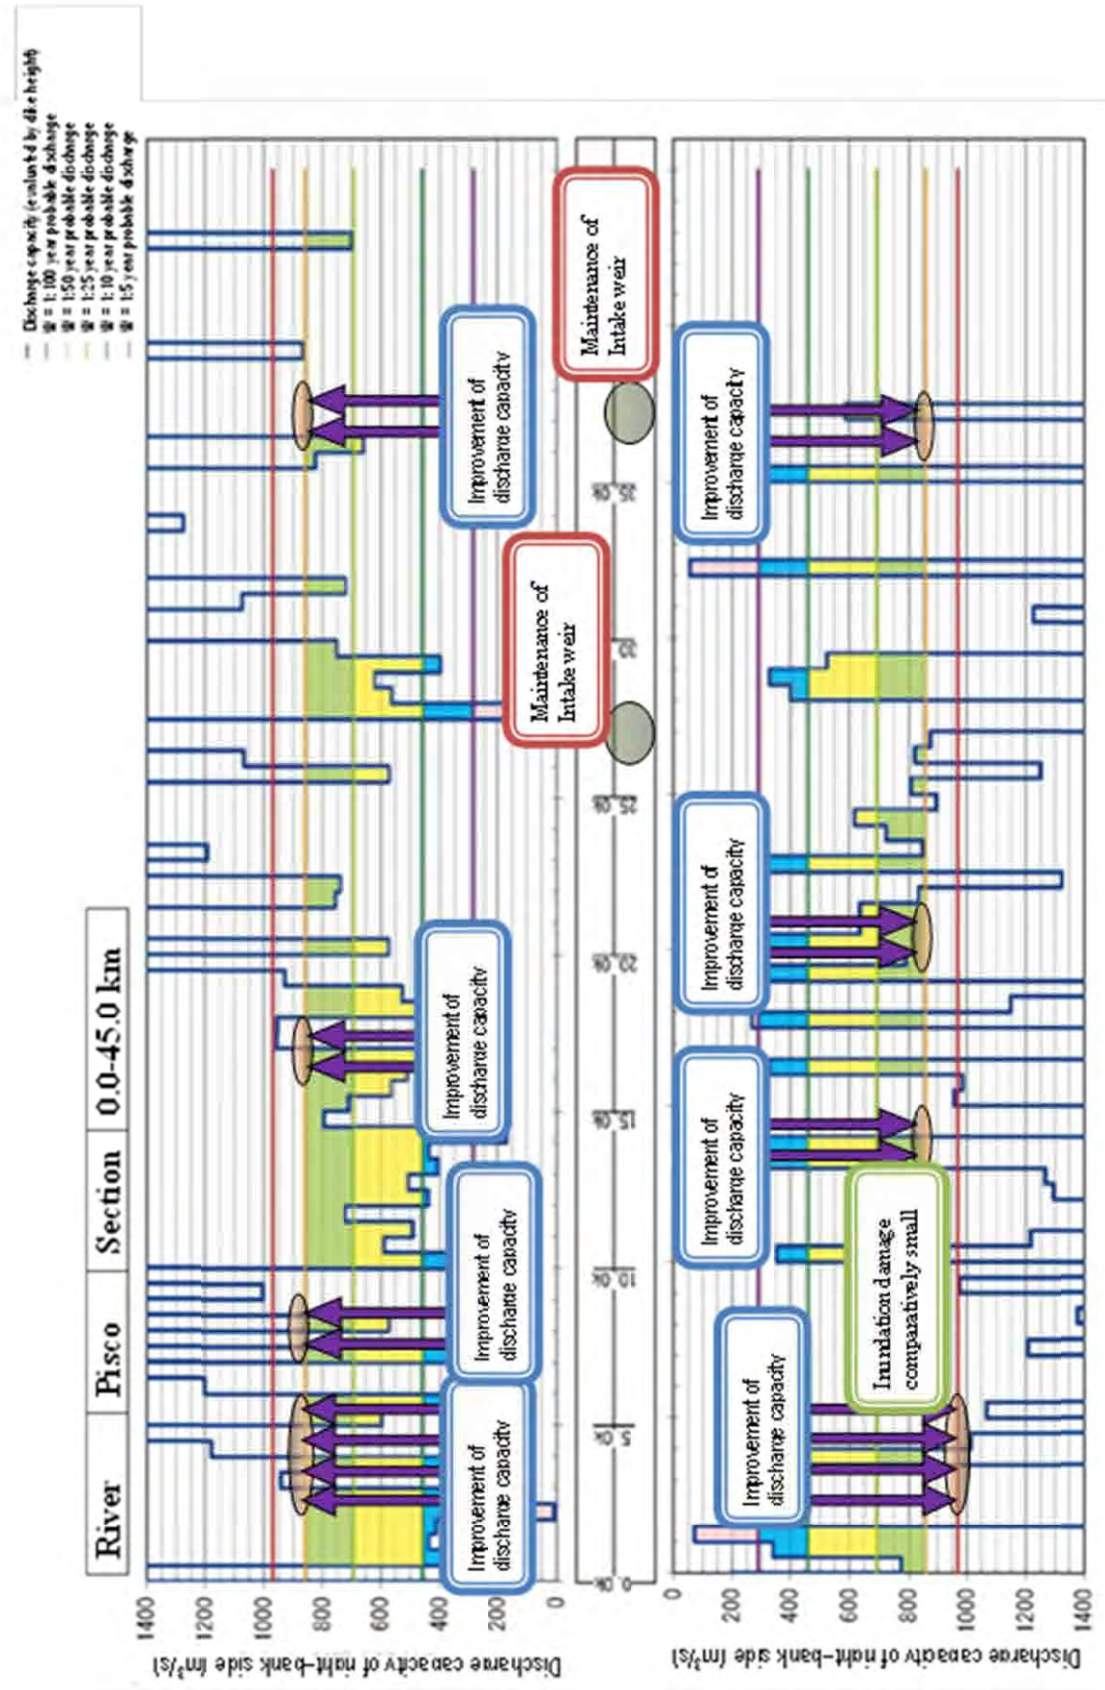 Discharge capacity (evaluated by dike height)
= 1:100 year probable discharge
= 1:50 year probable discharge
= 1:25 year probable discharge
= 1:10 year probable discharge
= 1:5 year probable discharge
River
Pisco
Section
0.0-45.0 km
1400
1200
1000
800
600
400
200
0
Discharge capacity of right-bank side (m³/s)
Improvement of
discharge capacity
Improvement of
discharge capacity
Improvement of
discharge capacity
Improvement of
discharge capacity
Maintenance of
Intake weir
Maintenance of
Intake weir
0.0k
5.0k
10.0k
15.0k
20.0k
25.0k
35.0k
Improvement of
discharge capacity
Improvement of
discharge capacity
Improvement of
discharge capacity
Improvement of
discharge capacity
Inundation damage
comparatively small
0
200
400
600
800
1000
1200
1400
Discharge capacity of right-bank side (m³/s)